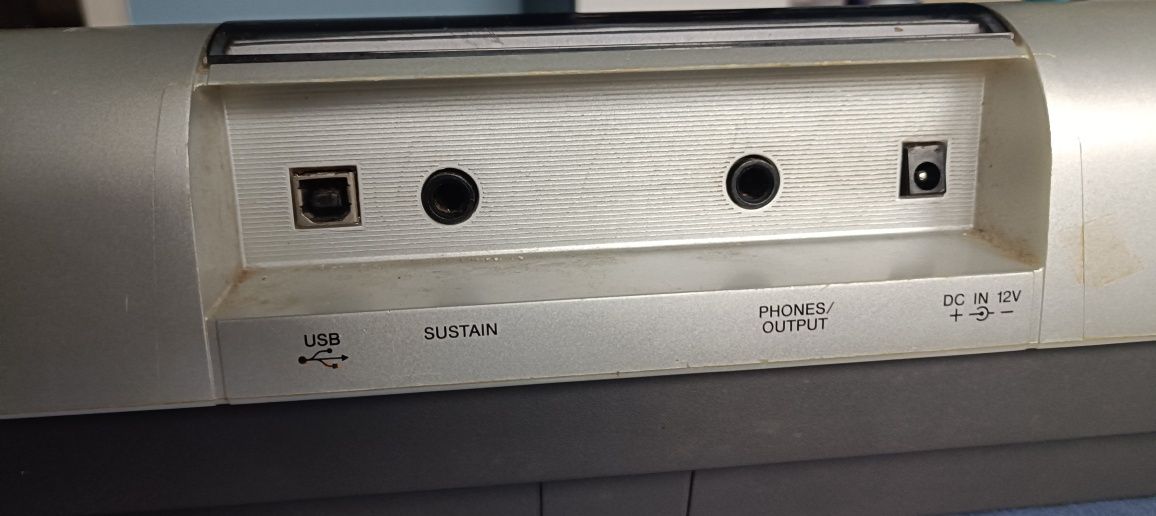 USB
SUSTAIN
PHONES/
OUTPUT
DC IN 12V
+ -